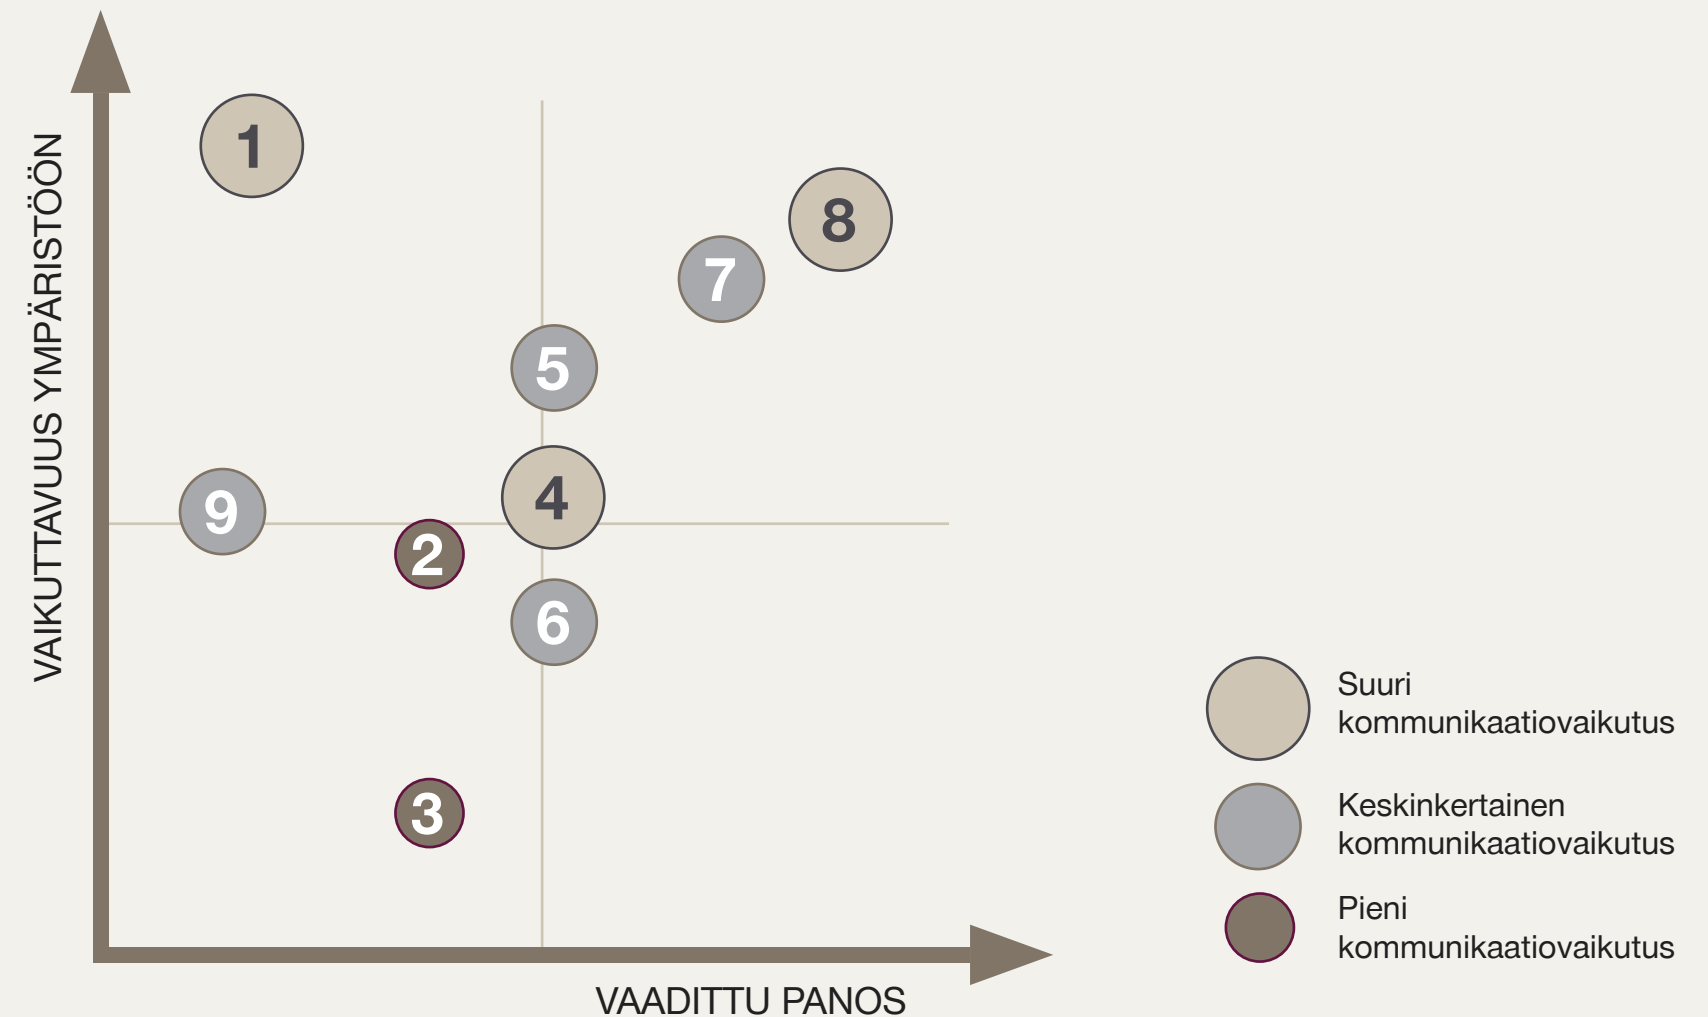 VAIKUTTAVUUS YMPÄRISTÖÖN
1
8
7
5
4
9
2
6
3
VAADITTU PANOS
Suuri
kommunikaatiovaikutus
Keskinkertainen
kommunikaatiovaikutus
Pieni
kommunikaatiovaikutus